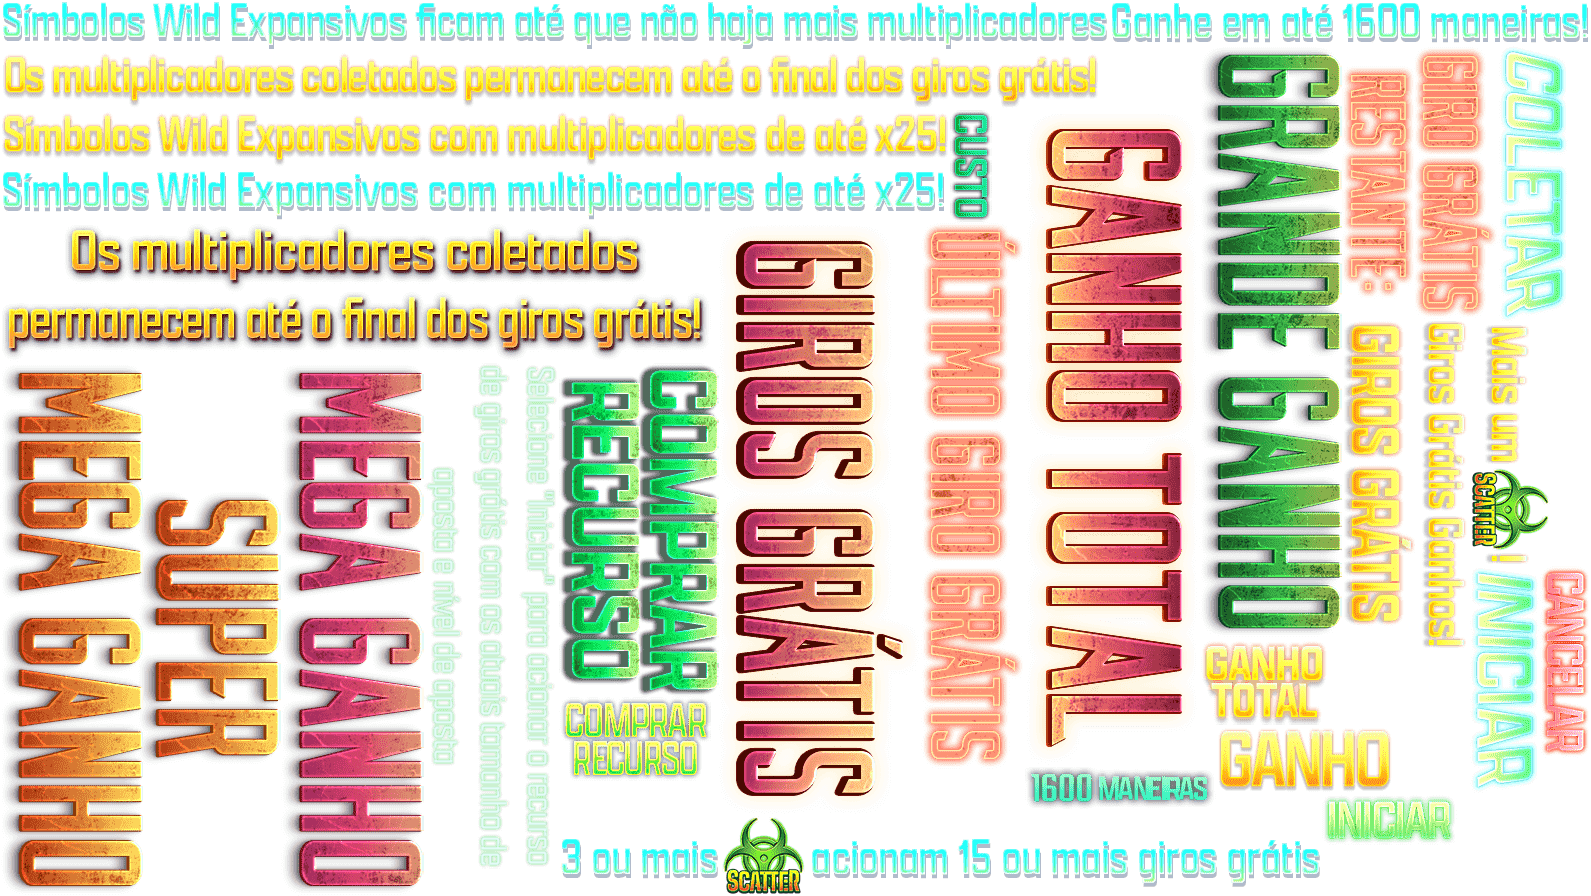 Símbolos Wild Expansivos ficam até que não haja mais multiplicadores
Ganhe em até 1600 maneiras!
Os multiplicadores coletados permanecem até o final dos giros grátis!
Símbolos Wild Expansivos com multiplicadores de até x25!
Símbolos Wild Expansivos com multiplicadores de até x25!
Os multiplicadores coletados
permanecem até o final dos giros grátis!
MEGA GANHO
SUPER
MEGA GANHO
Selecione "Iniciar" para acionar o recurso
de giros grátis com os atuais tamanho de
aposta e nível de aposta
COMPRAR
RECURSO
COMPRAR
RECURSO
GIROS GRÁTIS
CUSTO
ÚLTIMO GIRO GRÁTIS
GANHO TOTAL
GRANDE GANHO
GIRO GRÁTIS
RESTANTE:
COLETAR
GIROS GRÁTIS
Giros Grátis Ganhos!
Mais um SCATTER !
INICIAR
CANCELAR
GANHO
TOTAL
GANHO
1600 MANEIRAS
INICIAR
3 ou mais SCATTER acionam 15 ou mais giros grátis